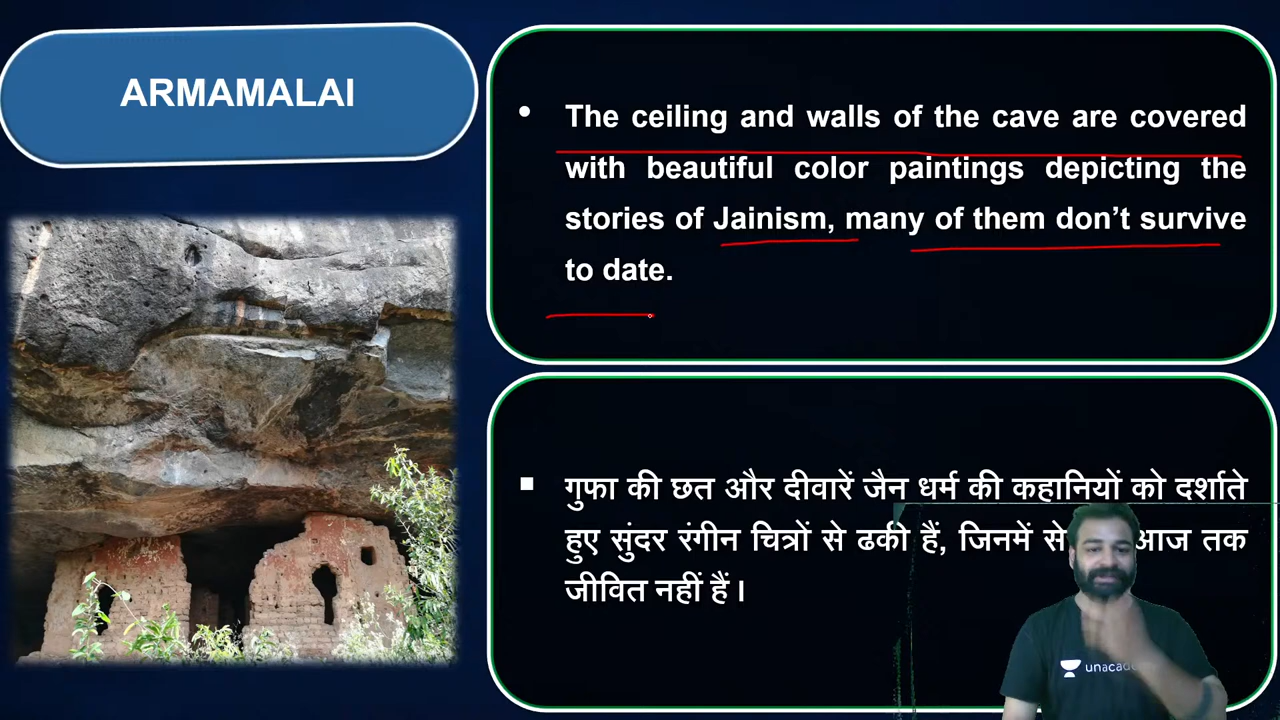 ARMAMALAI
• The ceiling and walls of the cave are covered
with beautiful color paintings depicting the
stories of Jainism, many of them don’t survive
to date.
▪ गुफा की छत और दीवारें जैन धर्म की कहानियों को दर्शाते
हुए सुंदर रंगीन चित्रों से ढकी हैं, जिनमें से आज तक
जीवित नहीं हैं ।